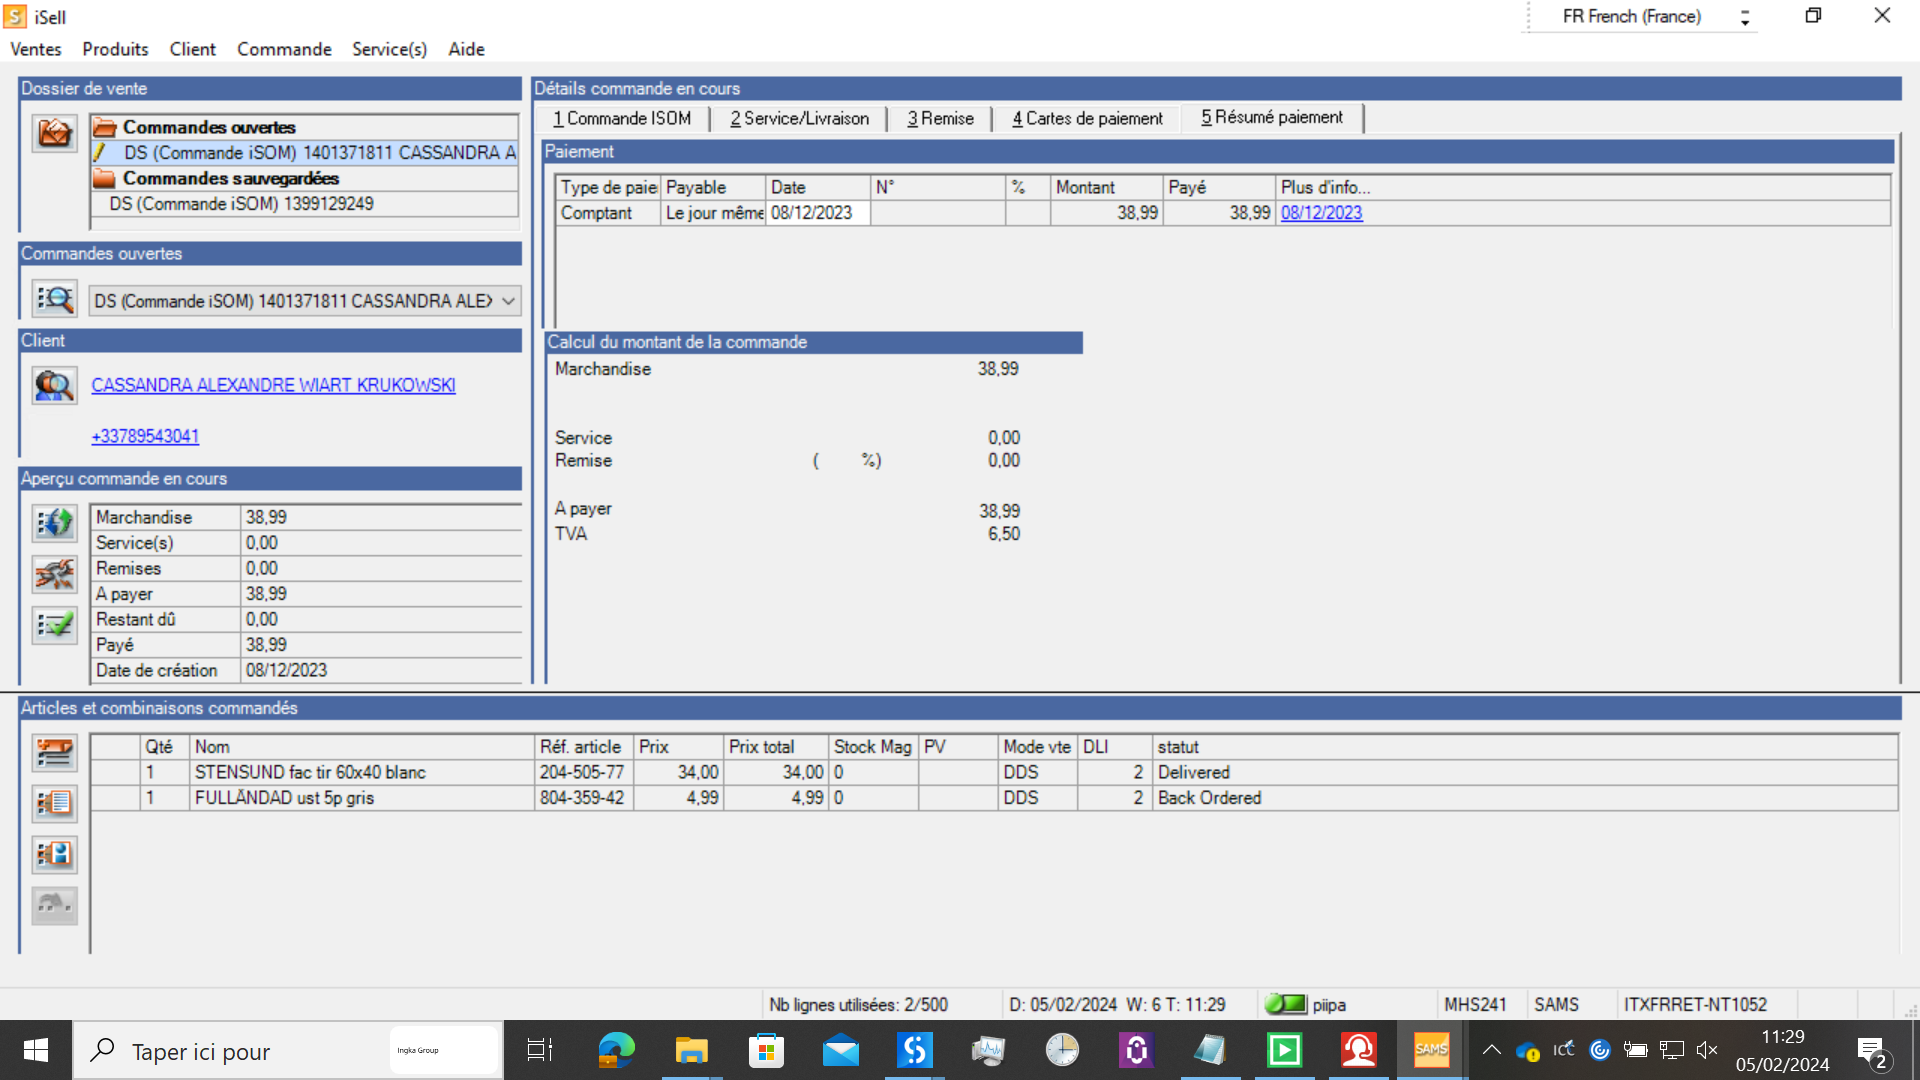 iSell
FR French (France)
Ventes Produits Client Commande Service(s) Aide
Dossier de vente
Commandes ouvertes
DS (Commande iSOM) 1401371811 CASSANDRA A
Commandes sauvegardées
DS (Commande iSOM) 1399129249
Commandes ouvertes
DS (Commande iSOM) 1401371811 CASSANDRA ALEX
Client
CASSANDRA ALEXANDRE WIART KRUKOWSKI
+33789543041
Aperçu commande en cours
Marchandise 38,99
Service(s) 0,00
Remises 0,00
A payer 38,99
Restant dû 0,00
Payé 38,99
Date de création 08/12/2023
Détails commande en cours
1 Commande ISOM 2 Service/Livraison 3 Remise 4 Cartes de paiement 5 Résumé paiement
Paiement
Type de paie Payable Date N° % Montant Payé Plus d'info...
Comptant Le jour même 08/12/2023 38,99 38,99 08/12/2023
Calcul du montant de la commande
Marchandise 38,99
Service 0,00
Remise ( %) 0,00
A payer 38,99
TVA 6,50
Articles et combinaisons commandés
Qté Nom Réf. article Prix Prix total Stock Mag PV Mode vte DLI statut
1 STENSUND fac tir 60x40 blanc 204-505-77 34,00 34,00 0 DDS 2 Delivered
1 FULLÄNDAD ust 5p gris 804-359-42 4,99 4,99 0 DDS 2 Back Ordered
Nb lignes utilisées: 2/500 D: 05/02/2024 W: 6 T: 11:29 piipa MHS241 SAMS ITXFRRET-NT1052
Taper ici pour Ingka Group SAMS ICC 11:29
05/02/2024 2